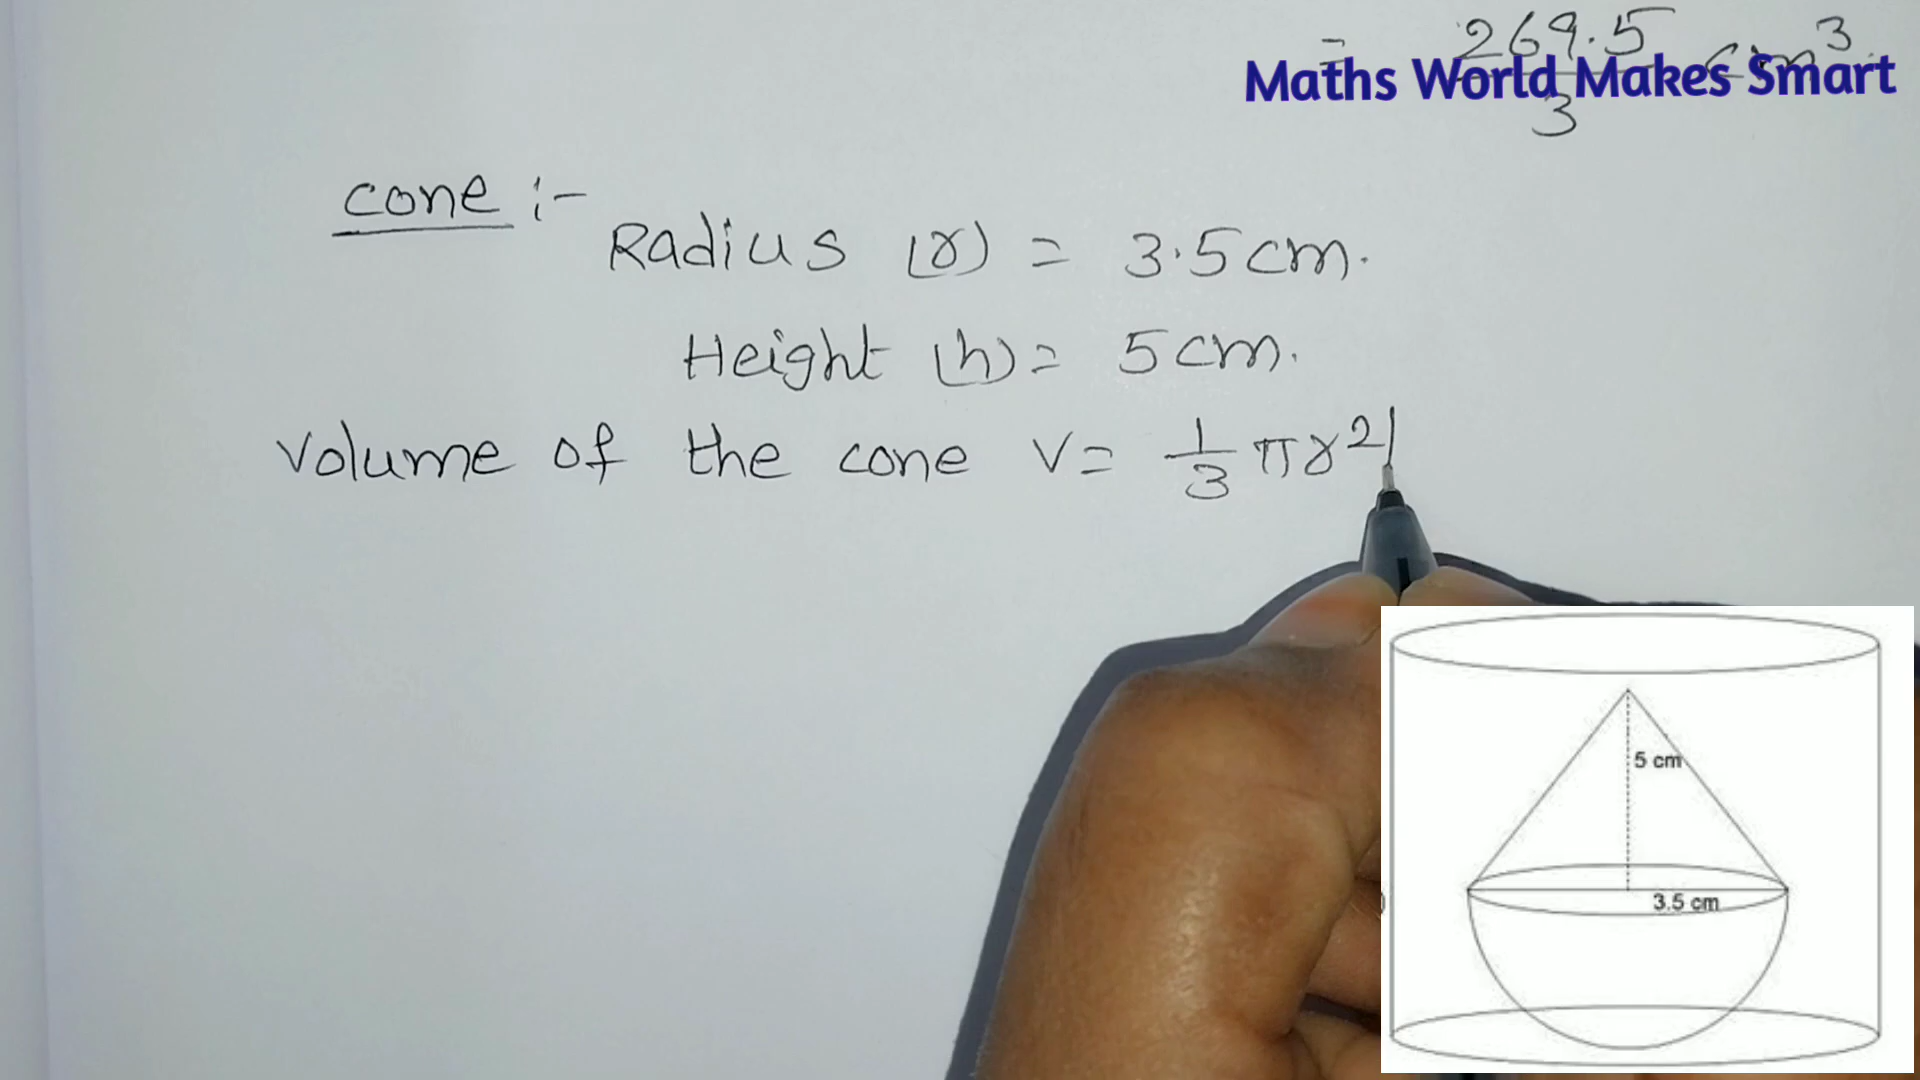 = 269.5/3 cm³
Maths World Makes Smart
cone :-
Radius (r) = 3.5 cm.
Height (h) = 5 cm.
Volume of the cone V = 1/3 πr²
5 cm
3.5 cm